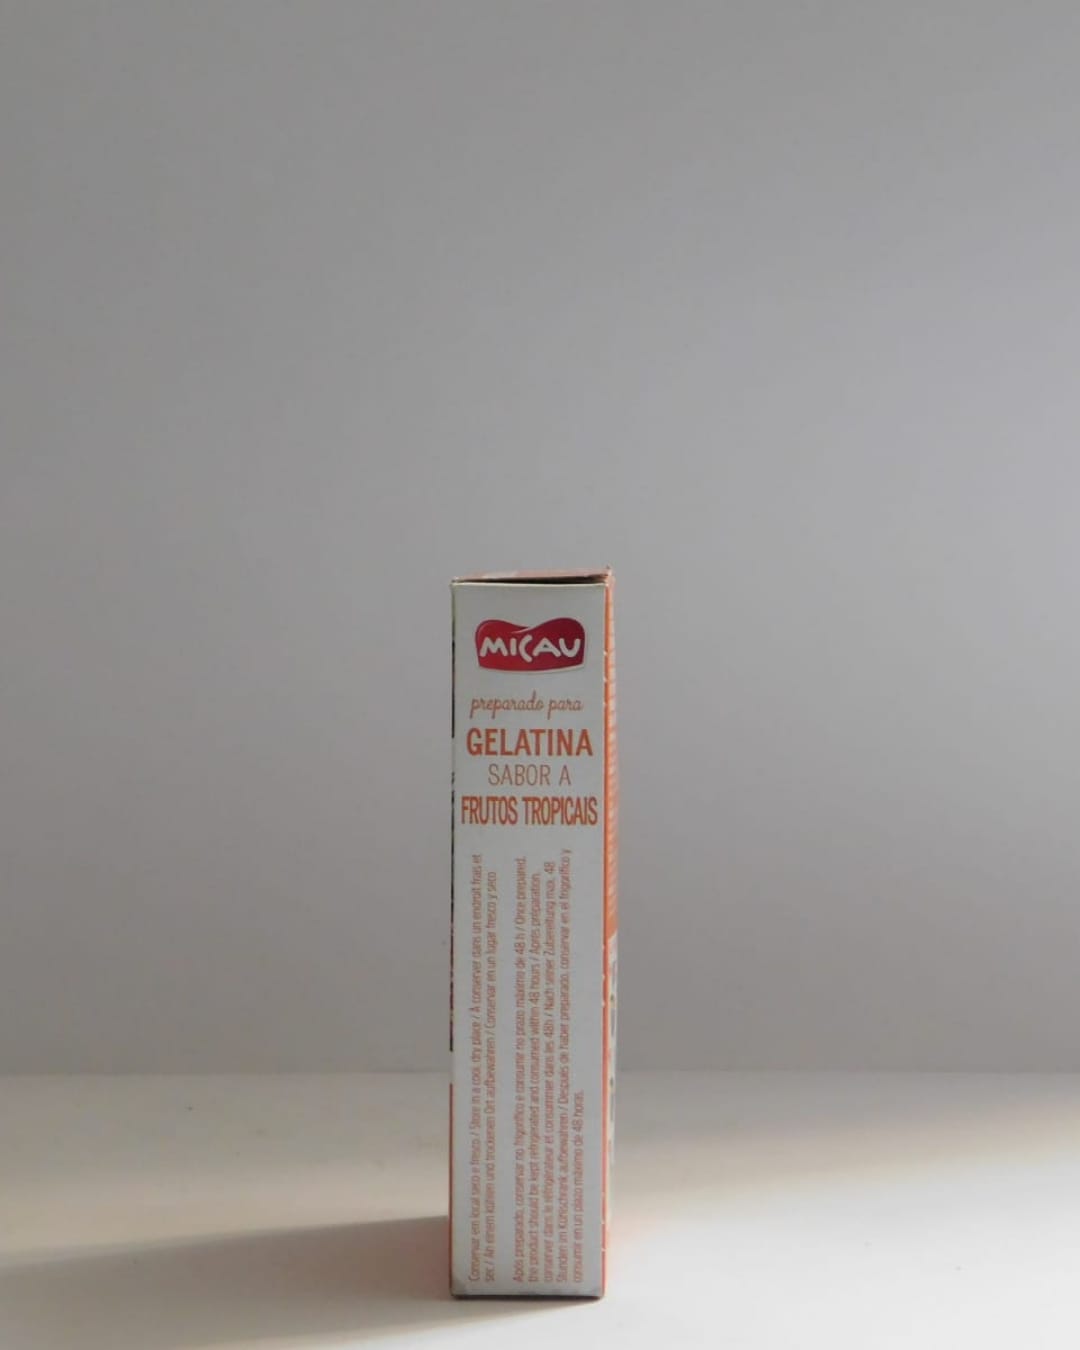 MICAU
preparado para
GELATINA
SABOR A
FRUTOS TROPICAIS
Conservar em local seco e fresco / Store in a cool, dry place / À conserver dans un endroit frais et
sec / An einem kühlen und trockenen Ort aufbewahren / Conservar en un lugar fresco y seco
Após preparado, conservar no frigorífico e consumir no prazo máximo de 48 h / Once prepared,
the product should be kept refrigerated and consumed within 48 hours / Après préparation,
conserver dans le réfrigérateur et consommer dans les 48h / Nach seiner Zubereitung max. 48
Stunden im Kühlschrank aufbewahren / Después de haber preparado, conservar en el frigorífico y
consumir en un plazo máximo de 48 horas.